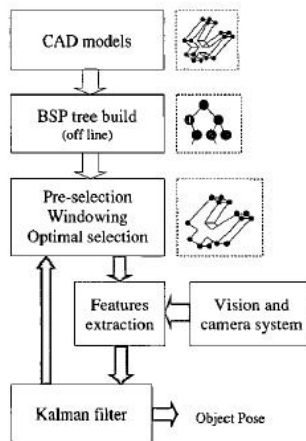 CAD models
BSP tree build
(off line)
Pre-selection
Windowing
Optimal selection
Features
extraction
Vision and
camera system
Kalman filter
Object Pose